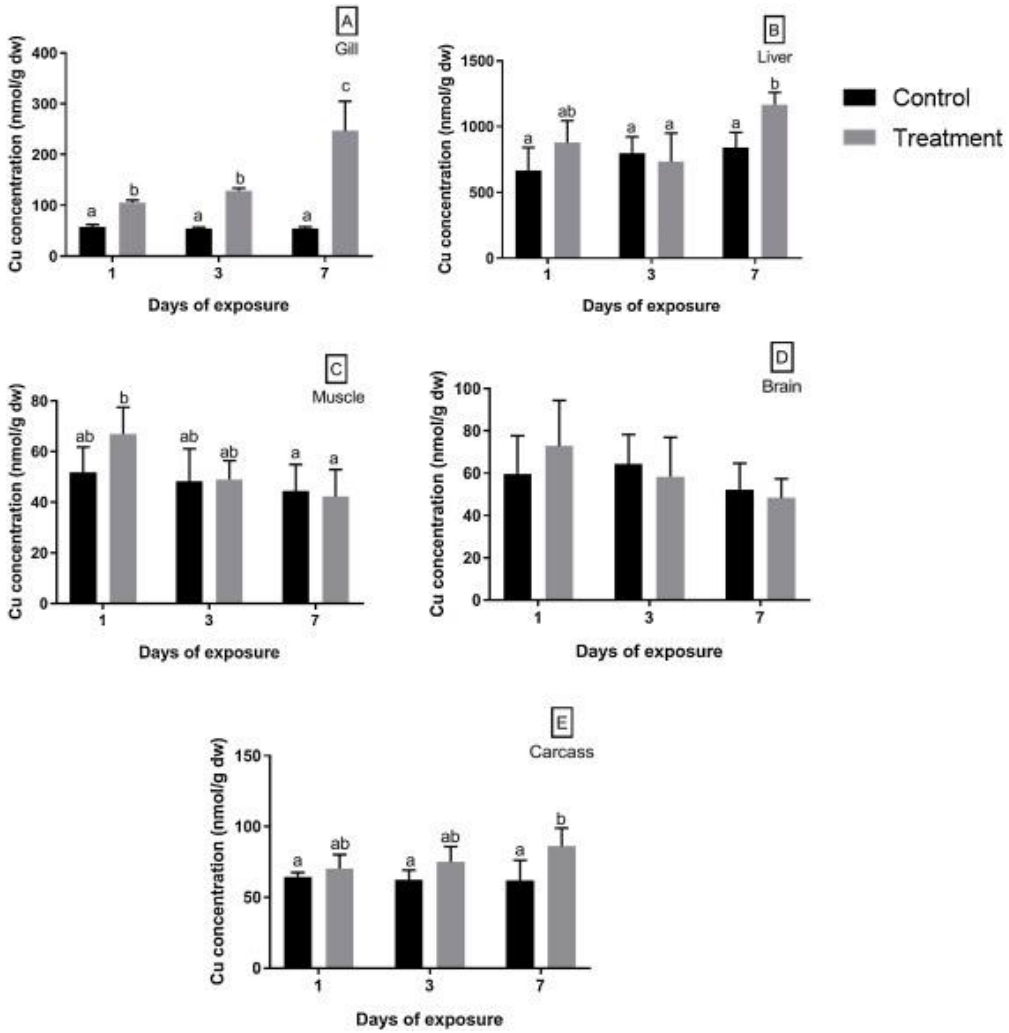 A
Gill
Cu concentration (nmol/g dw)
400
300
200
100
0
a
b
a
b
a
c
1
3
7
Days of exposure
B
Liver
Cu concentration (nmol/g dw)
1500
1000
500
0
a
ab
a
a
a
b
1
3
7
Days of exposure
Control
Treatment
C
Muscle
Cu concentration (nmol/g dw)
80
60
40
20
0
ab
b
ab
ab
a
a
1
3
7
Days of exposure
D
Brain
Cu concentration (nmol/g dw)
100
80
60
40
20
0
1
3
7
Days of exposure
E
Carcass
Cu concentration (nmol/g dw)
150
100
50
0
a
ab
a
ab
a
b
1
3
7
Days of exposure